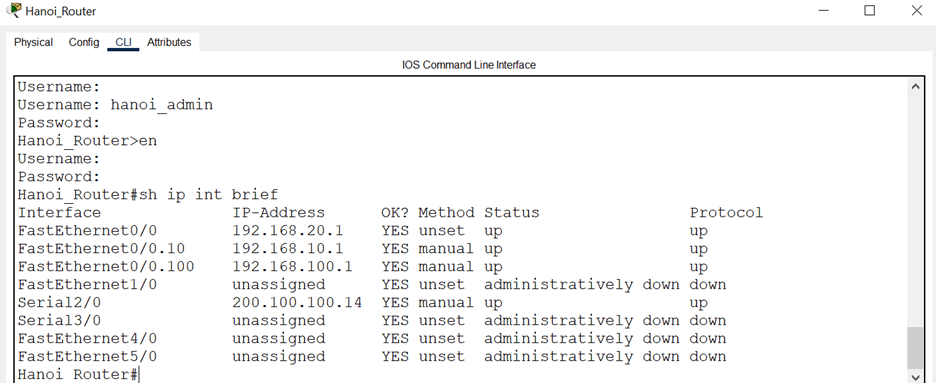 Hanoi_Router
Physical Config CLI Attributes
IOS Command Line Interface
Username:
Username: hanoi_admin
Password:
Hanoi_Router>en
Username:
Password:
Hanoi_Router#sh ip int brief
Interface IP-Address OK? Method Status Protocol
FastEthernet0/0 192.168.20.1 YES unset up up
FastEthernet0/0.10 192.168.10.1 YES manual up up
FastEthernet0/0.100 192.168.100.1 YES manual up up
FastEthernet1/0 unassigned YES unset administratively down down
Serial2/0 200.100.100.14 YES manual up up
Serial3/0 unassigned YES unset administratively down down
FastEthernet4/0 unassigned YES unset administratively down down
FastEthernet5/0 unassigned YES unset administratively down down
Hanoi_Router#